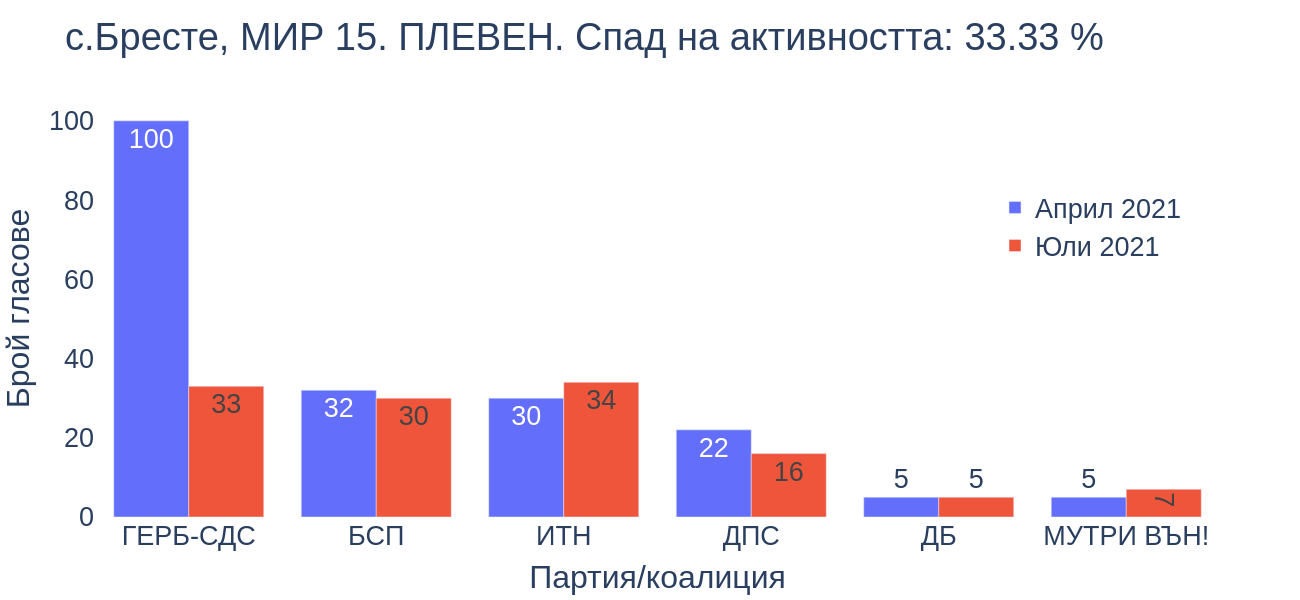 с.Бресте, МИР 15. ПЛЕВЕН. Спад на активността: 33.33 %
Брой гласове
100
80
60
40
20
0
100
33
32
30
30
34
22
16
5
5
5
7
Април 2021
Юли 2021
ГЕРБ-СДС
БСП
ИТН
ДПС
ДБ
МУТРИ ВЪН!
Партия/коалиция